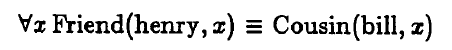 ∀x Friend(henry, x) ≡ Cousin(bill, x)